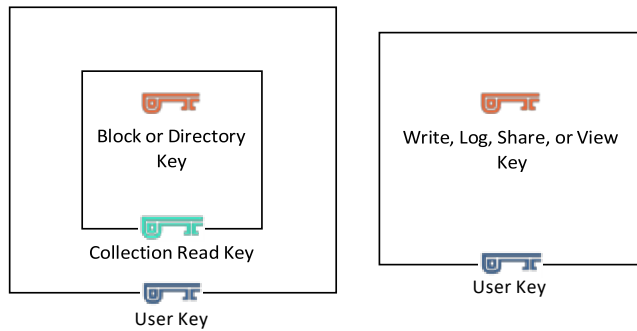 Block or Directory
Key
Collection Read Key
User Key
Write, Log, Share, or View
Key
User Key